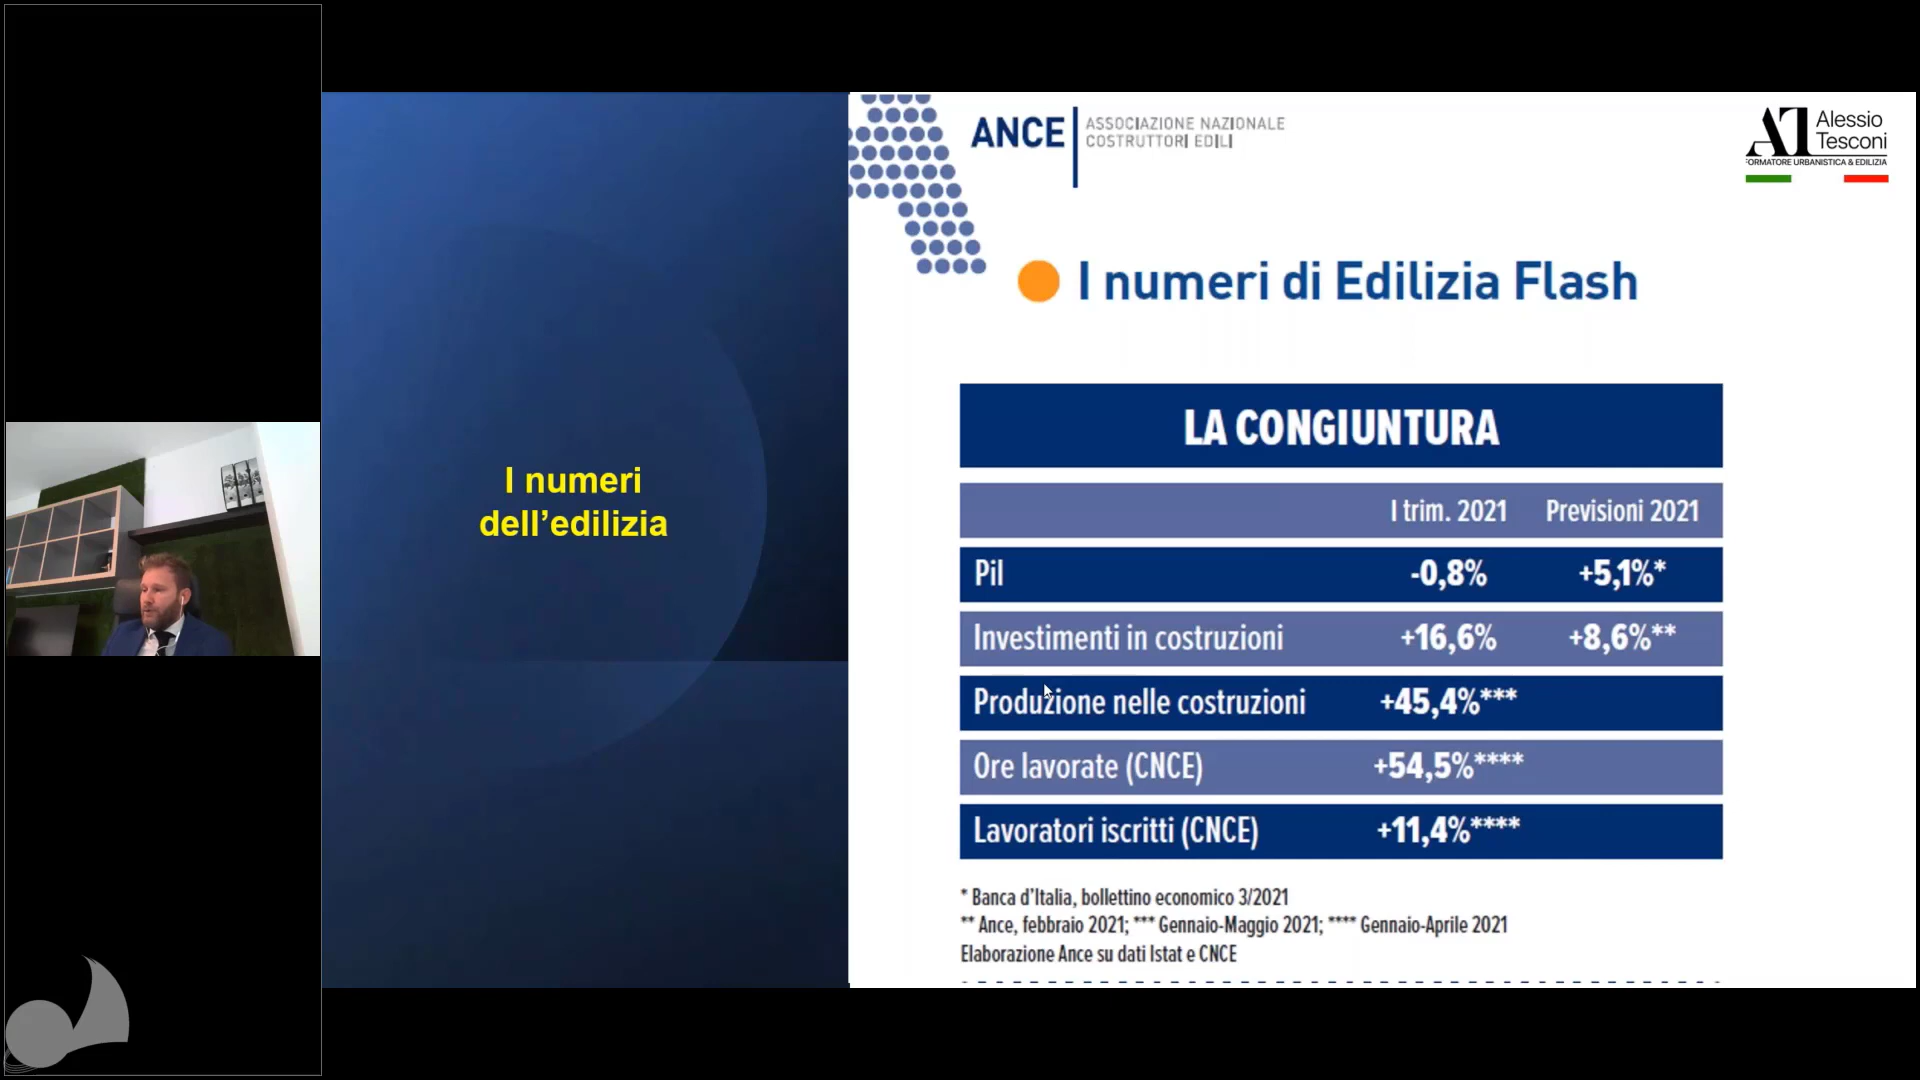 I numeri
dell’edilizia
ANCE
ASSOCIAZIONE NAZIONALE
COSTRUTTORI EDILI
AT
Alessio
Tesconi
FORMATORE URBANISTICA & EDILIZIA
I numeri di Edilizia Flash
LA CONGIUNTURA
I trim. 2021 Previsioni 2021
Pil -0,8% +5,1%*
Investimenti in costruzioni +16,6% +8,6%**
Produzione nelle costruzioni +45,4%***
Ore lavorate (CNCE) +54,5%****
Lavoratori iscritti (CNCE) +11,4%****
* Banca d’Italia, bollettino economico 3/2021
** Ance, febbraio 2021; *** Gennaio-Maggio 2021; **** Gennaio-Aprile 2021
Elaborazione Ance su dati Istat e CNCE